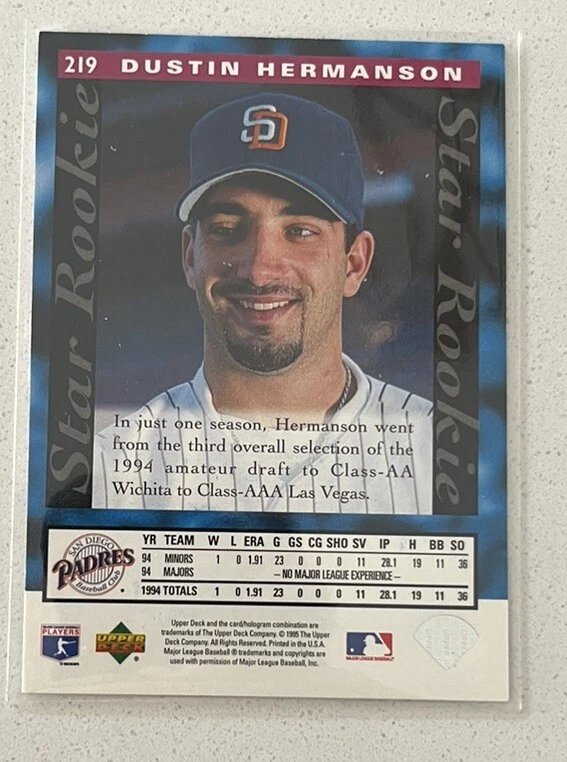 219 DUSTIN HERMANSON
Star Rookie
Star Rookie
SD
In just one season, Hermanson went
from the third overall selection of the
1994 amateur draft to Class-AA
Wichita to Class-AAA Las Vegas.
SAN DIEGO
PADRES
Baseball Club
YR TEAM W L ERA G GS CG SHO SV IP H BB SO
94 MINORS 1 0 1.91 23 0 0 0 11 28.1 19 11 36
94 MAJORS – NO MAJOR LEAGUE EXPERIENCE –
1994 TOTALS 1 0 1.91 23 0 0 0 11 28.1 19 11 36
PLAYERS
UPPER
DECK
Upper Deck and the card/hologram combination are
trademarks of The Upper Deck Company. © 1995 The Upper
Deck Company. All Rights Reserved. Printed in the U.S.A.
Major League Baseball ® trademarks and copyrights are
used with permission of Major League Baseball, Inc.
MAJOR LEAGUE BASEBALL